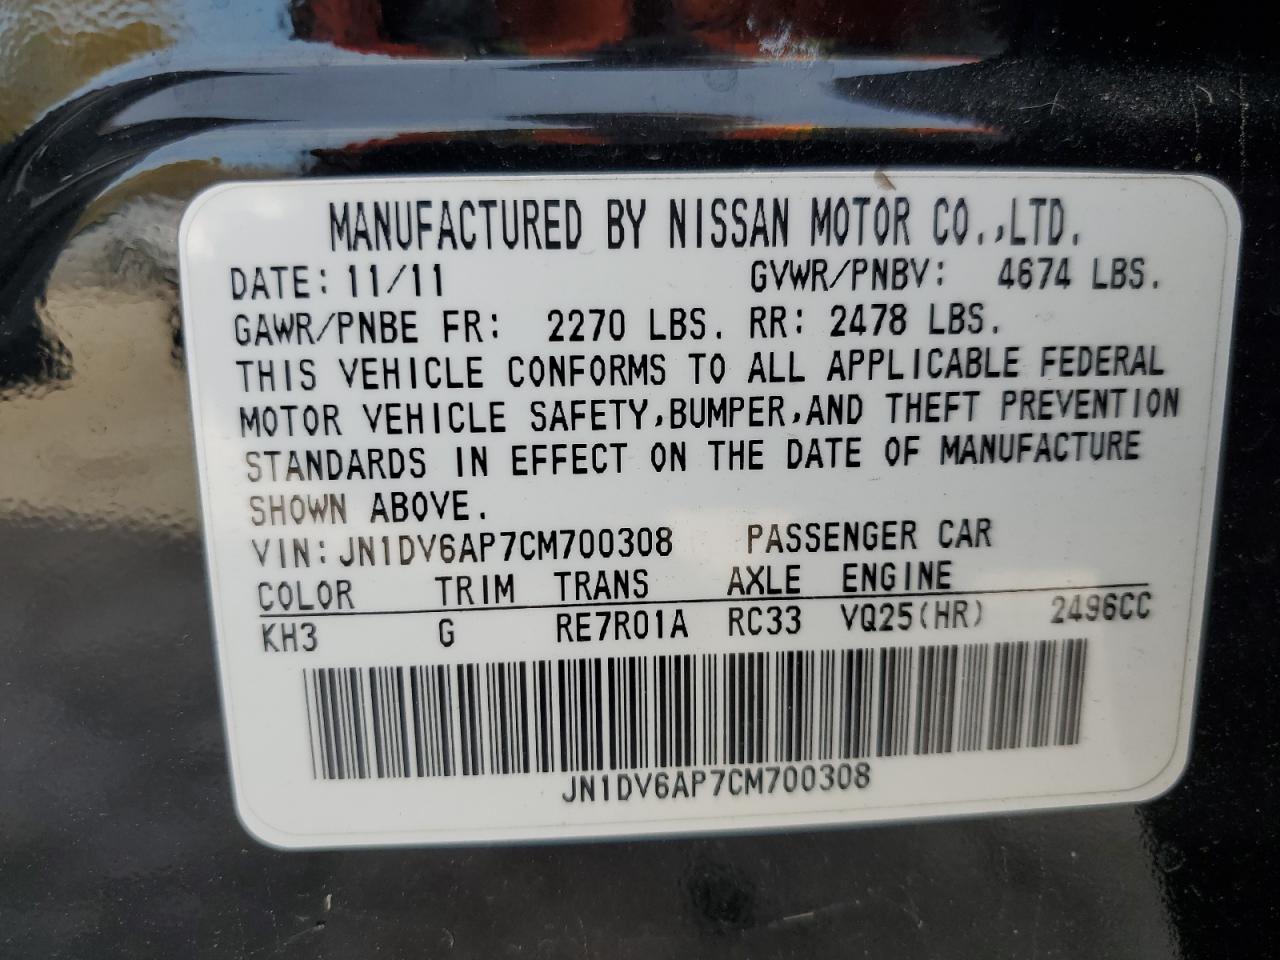 MANUFACTURED BY NISSAN MOTOR CO.,LTD.
DATE: 11/11 GVWR/PNBV: 4674 LBS.
GAWR/PNBE FR: 2270 LBS. RR: 2478 LBS.
THIS VEHICLE CONFORMS TO ALL APPLICABLE FEDERAL
MOTOR VEHICLE SAFETY,BUMPER,AND THEFT PREVENTION
STANDARDS IN EFFECT ON THE DATE OF MANUFACTURE
SHOWN ABOVE.
VIN: JN1DV6AP7CM700308 PASSENGER CAR
COLOR TRIM TRANS AXLE ENGINE
KH3 G RE7R01A RC33 VQ25(HR) 2496CC
JN1DV6AP7CM700308